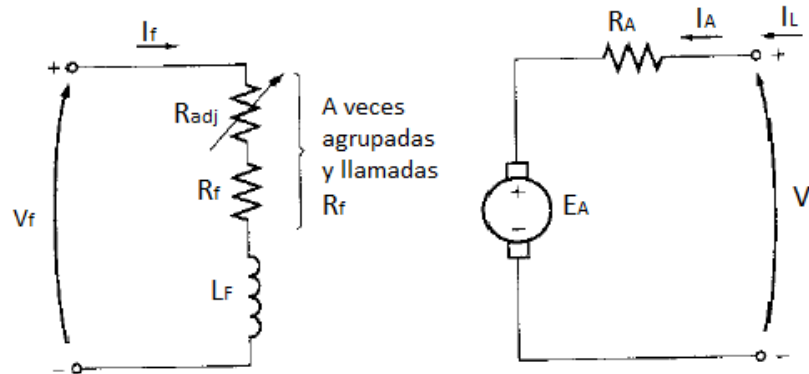 If
+
Radj
A veces
agrupadas
y llamadas
Rf
Rf
Vf
LF
-
RA
IA
IL
+
+
-
EA
V
-